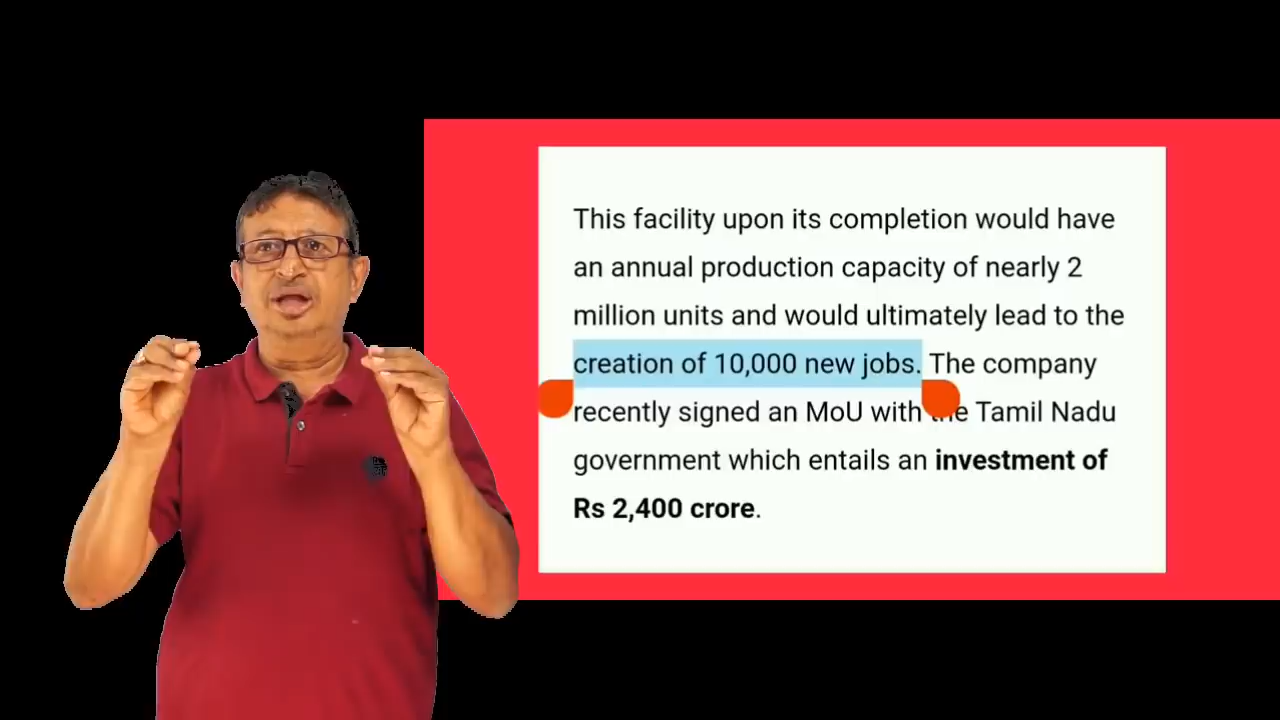 This facility upon its completion would have
an annual production capacity of nearly 2
million units and would ultimately lead to the
creation of 10,000 new jobs. The company
recently signed an MoU with the Tamil Nadu
government which entails an investment of
Rs 2,400 crore.